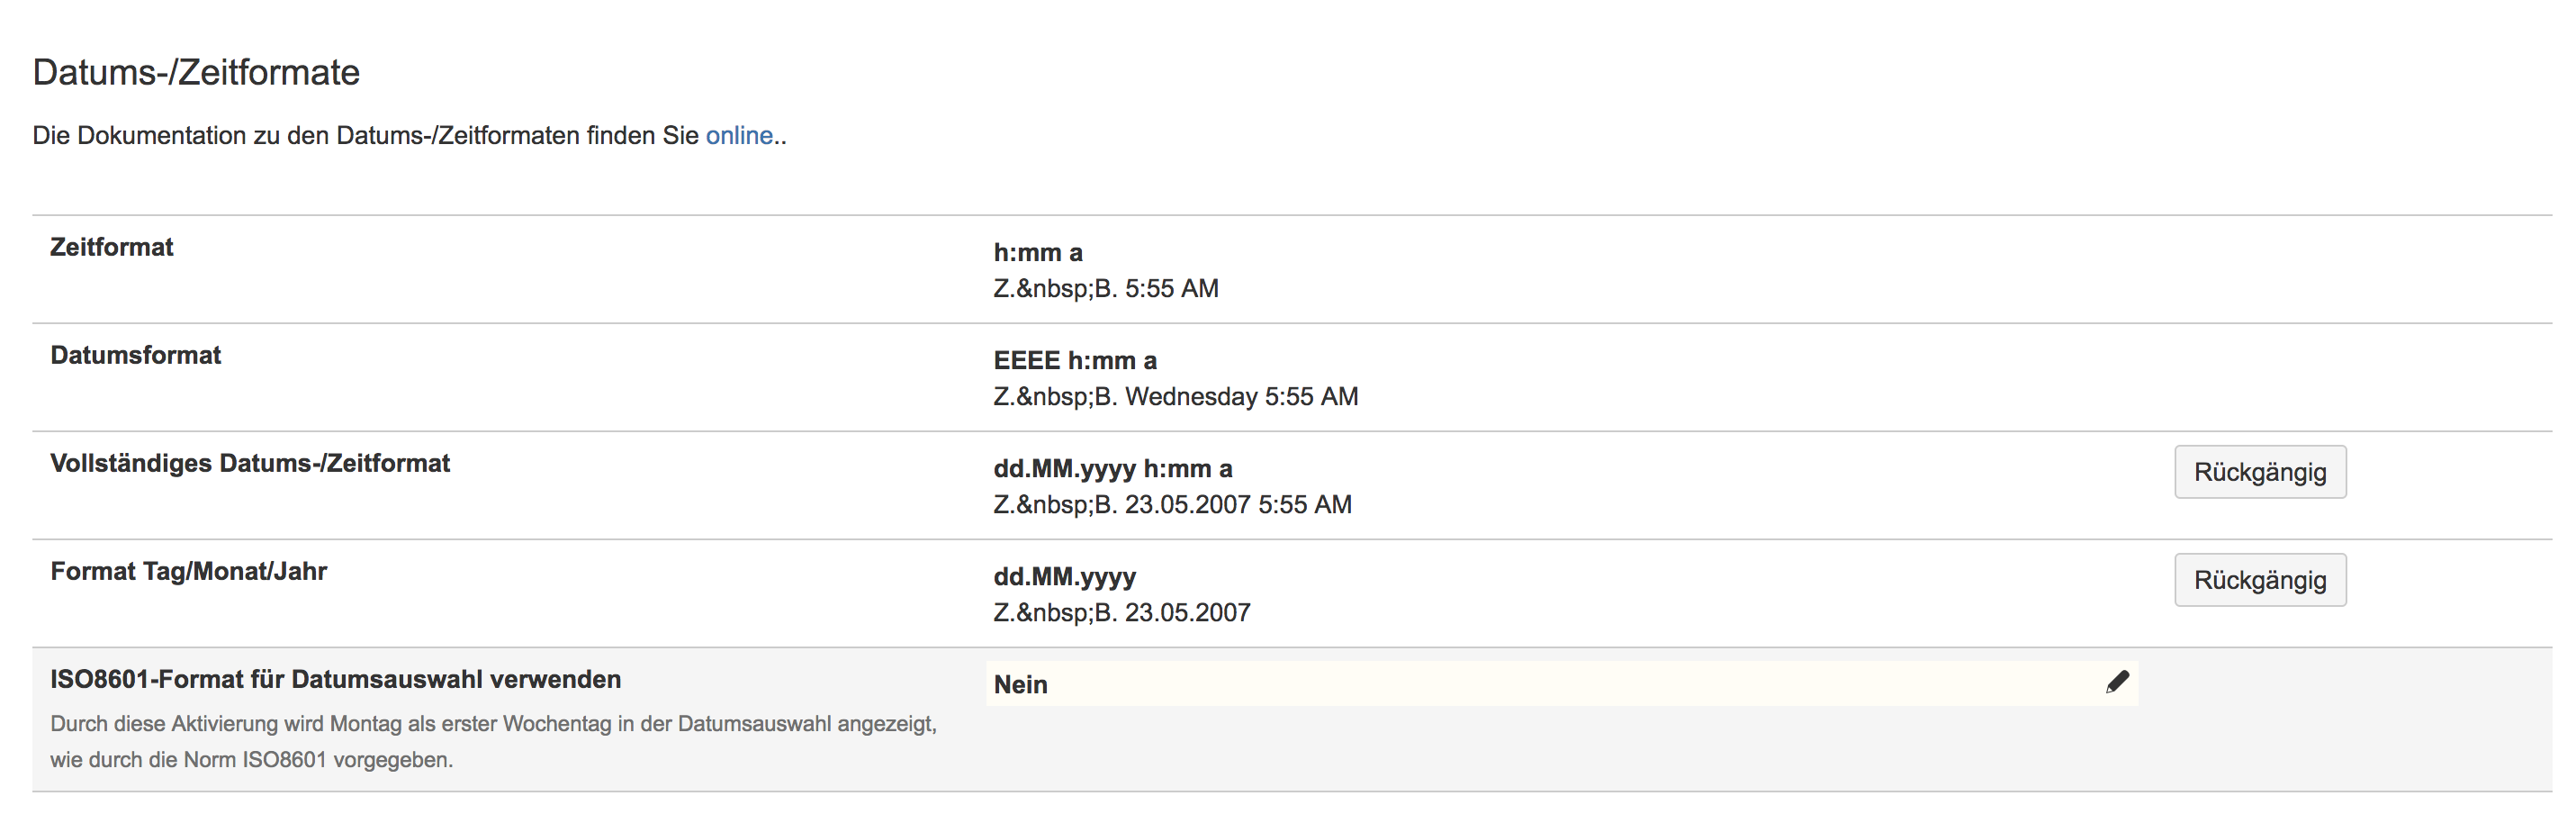 Datums-/Zeitformate
Die Dokumentation zu den Datums-/Zeitformaten finden Sie online..
Zeitformat
h:mm a
Z.&nbsp;B. 5:55 AM
Datumsformat
EEEE h:mm a
Z.&nbsp;B. Wednesday 5:55 AM
Vollständiges Datums-/Zeitformat
dd.MM.yyyy h:mm a
Z.&nbsp;B. 23.05.2007 5:55 AM
Rückgängig
Format Tag/Monat/Jahr
dd.MM.yyyy
Z.&nbsp;B. 23.05.2007
Rückgängig
ISO8601-Format für Datumsauswahl verwenden
Nein
Durch diese Aktivierung wird Montag als erster Wochentag in der Datumsauswahl angezeigt,
wie durch die Norm ISO8601 vorgegeben.